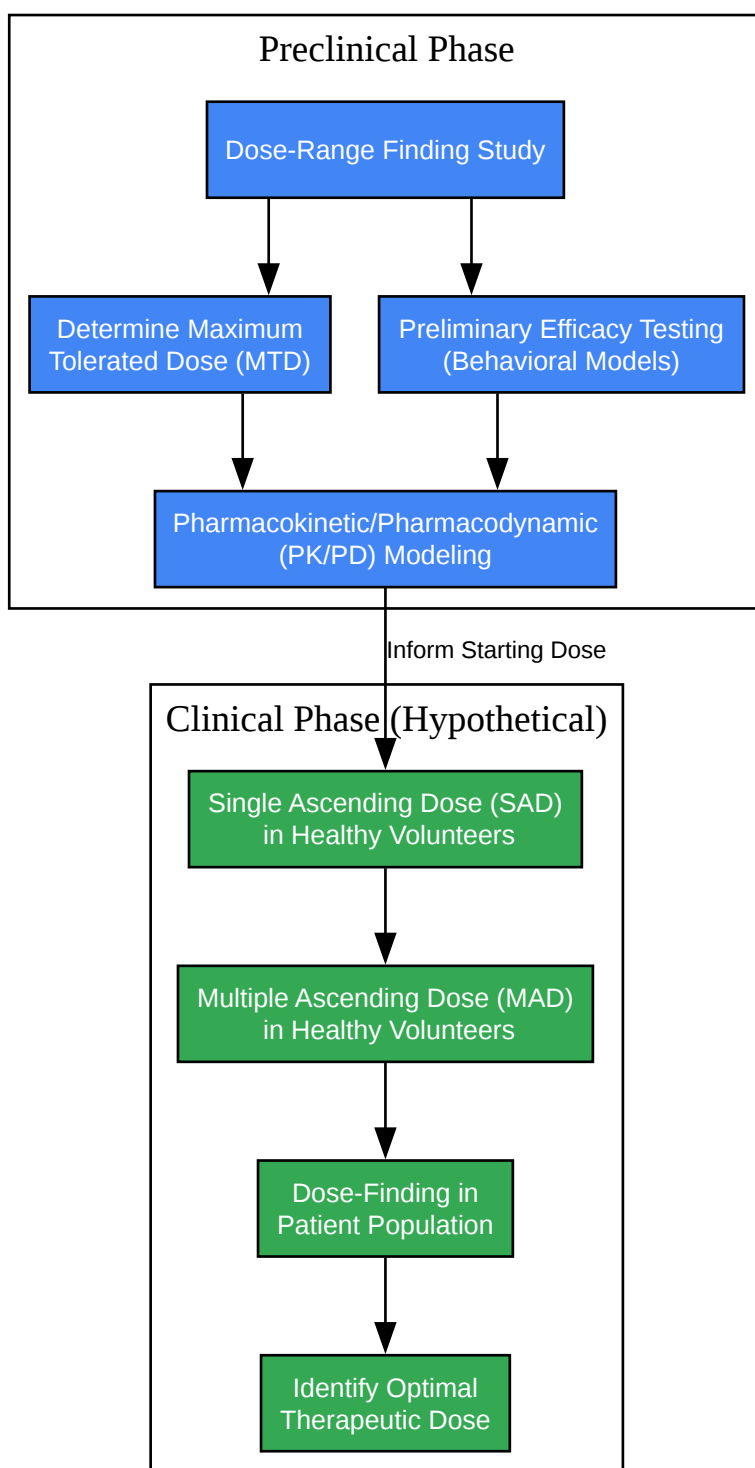 Preclinical Phase
Dose-Range Finding Study
Determine Maximum
Tolerated Dose (MTD)
Preliminary Efficacy Testing
(Behavioral Models)
Pharmacokinetic/Pharmacodynamic
(PK/PD) Modeling
Inform Starting Dose
Clinical Phase (Hypothetical)
Single Ascending Dose (SAD)
in Healthy Volunteers
Multiple Ascending Dose (MAD)
in Healthy Volunteers
Dose-Finding in
Patient Population
Identify Optimal
Therapeutic Dose